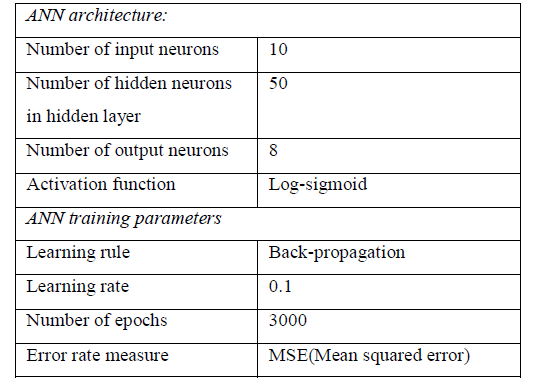 ANN architecture:
Number of input neurons 10
Number of hidden neurons 50
in hidden layer
Number of output neurons 8
Activation function Log-sigmoid
ANN training parameters
Learning rule Back-propagation
Learning rate 0.1
Number of epochs 3000
Error rate measure MSE(Mean squared error)